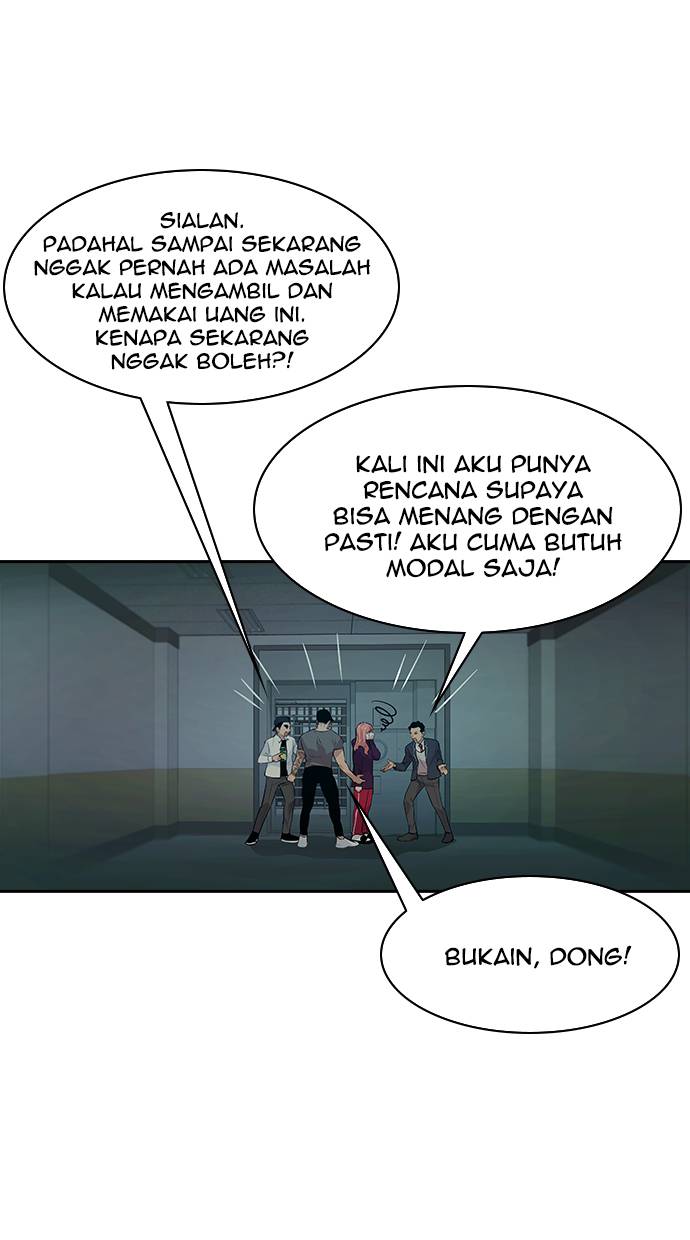 SIALAN.
PADAHAL SAMPAI SEKARANG
NGGAK PERNAH ADA MASALAH
KALAU MENGAMBIL DAN
MEMAKAI UANG INI.
KENAPA SEKARANG
NGGAK BOLEH?!
KALI INI AKU PUNYA
RENCANA SUPAYA
BISA MENANG DENGAN
PASTI! AKU CUMA BUTUH
MODAL SAJA!
BUKAIN, DONG!